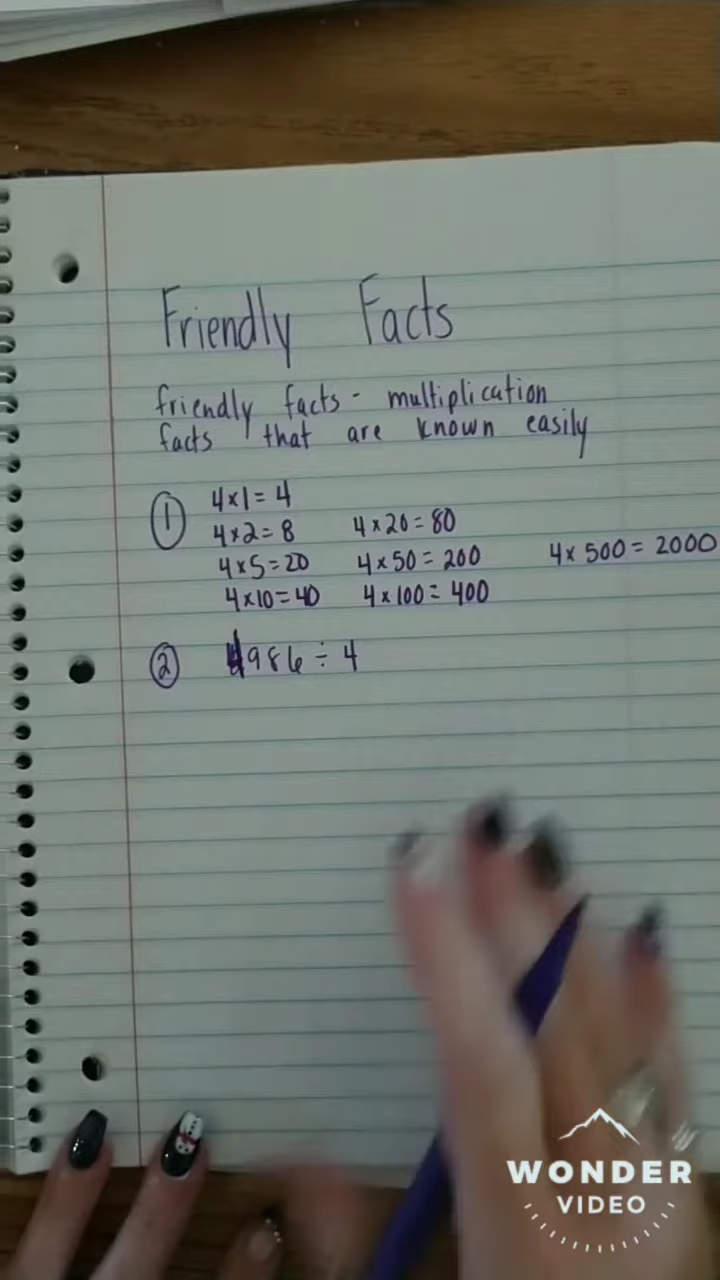 Friendly Facts
friendly facts - multiplication
facts that are known easily
① 4×1=4
4×2=8 4×20=80
4×5=20 4×50=200 4×500=2000
4×10=40 4×100=400
② 986÷4
WONDER
VIDEO